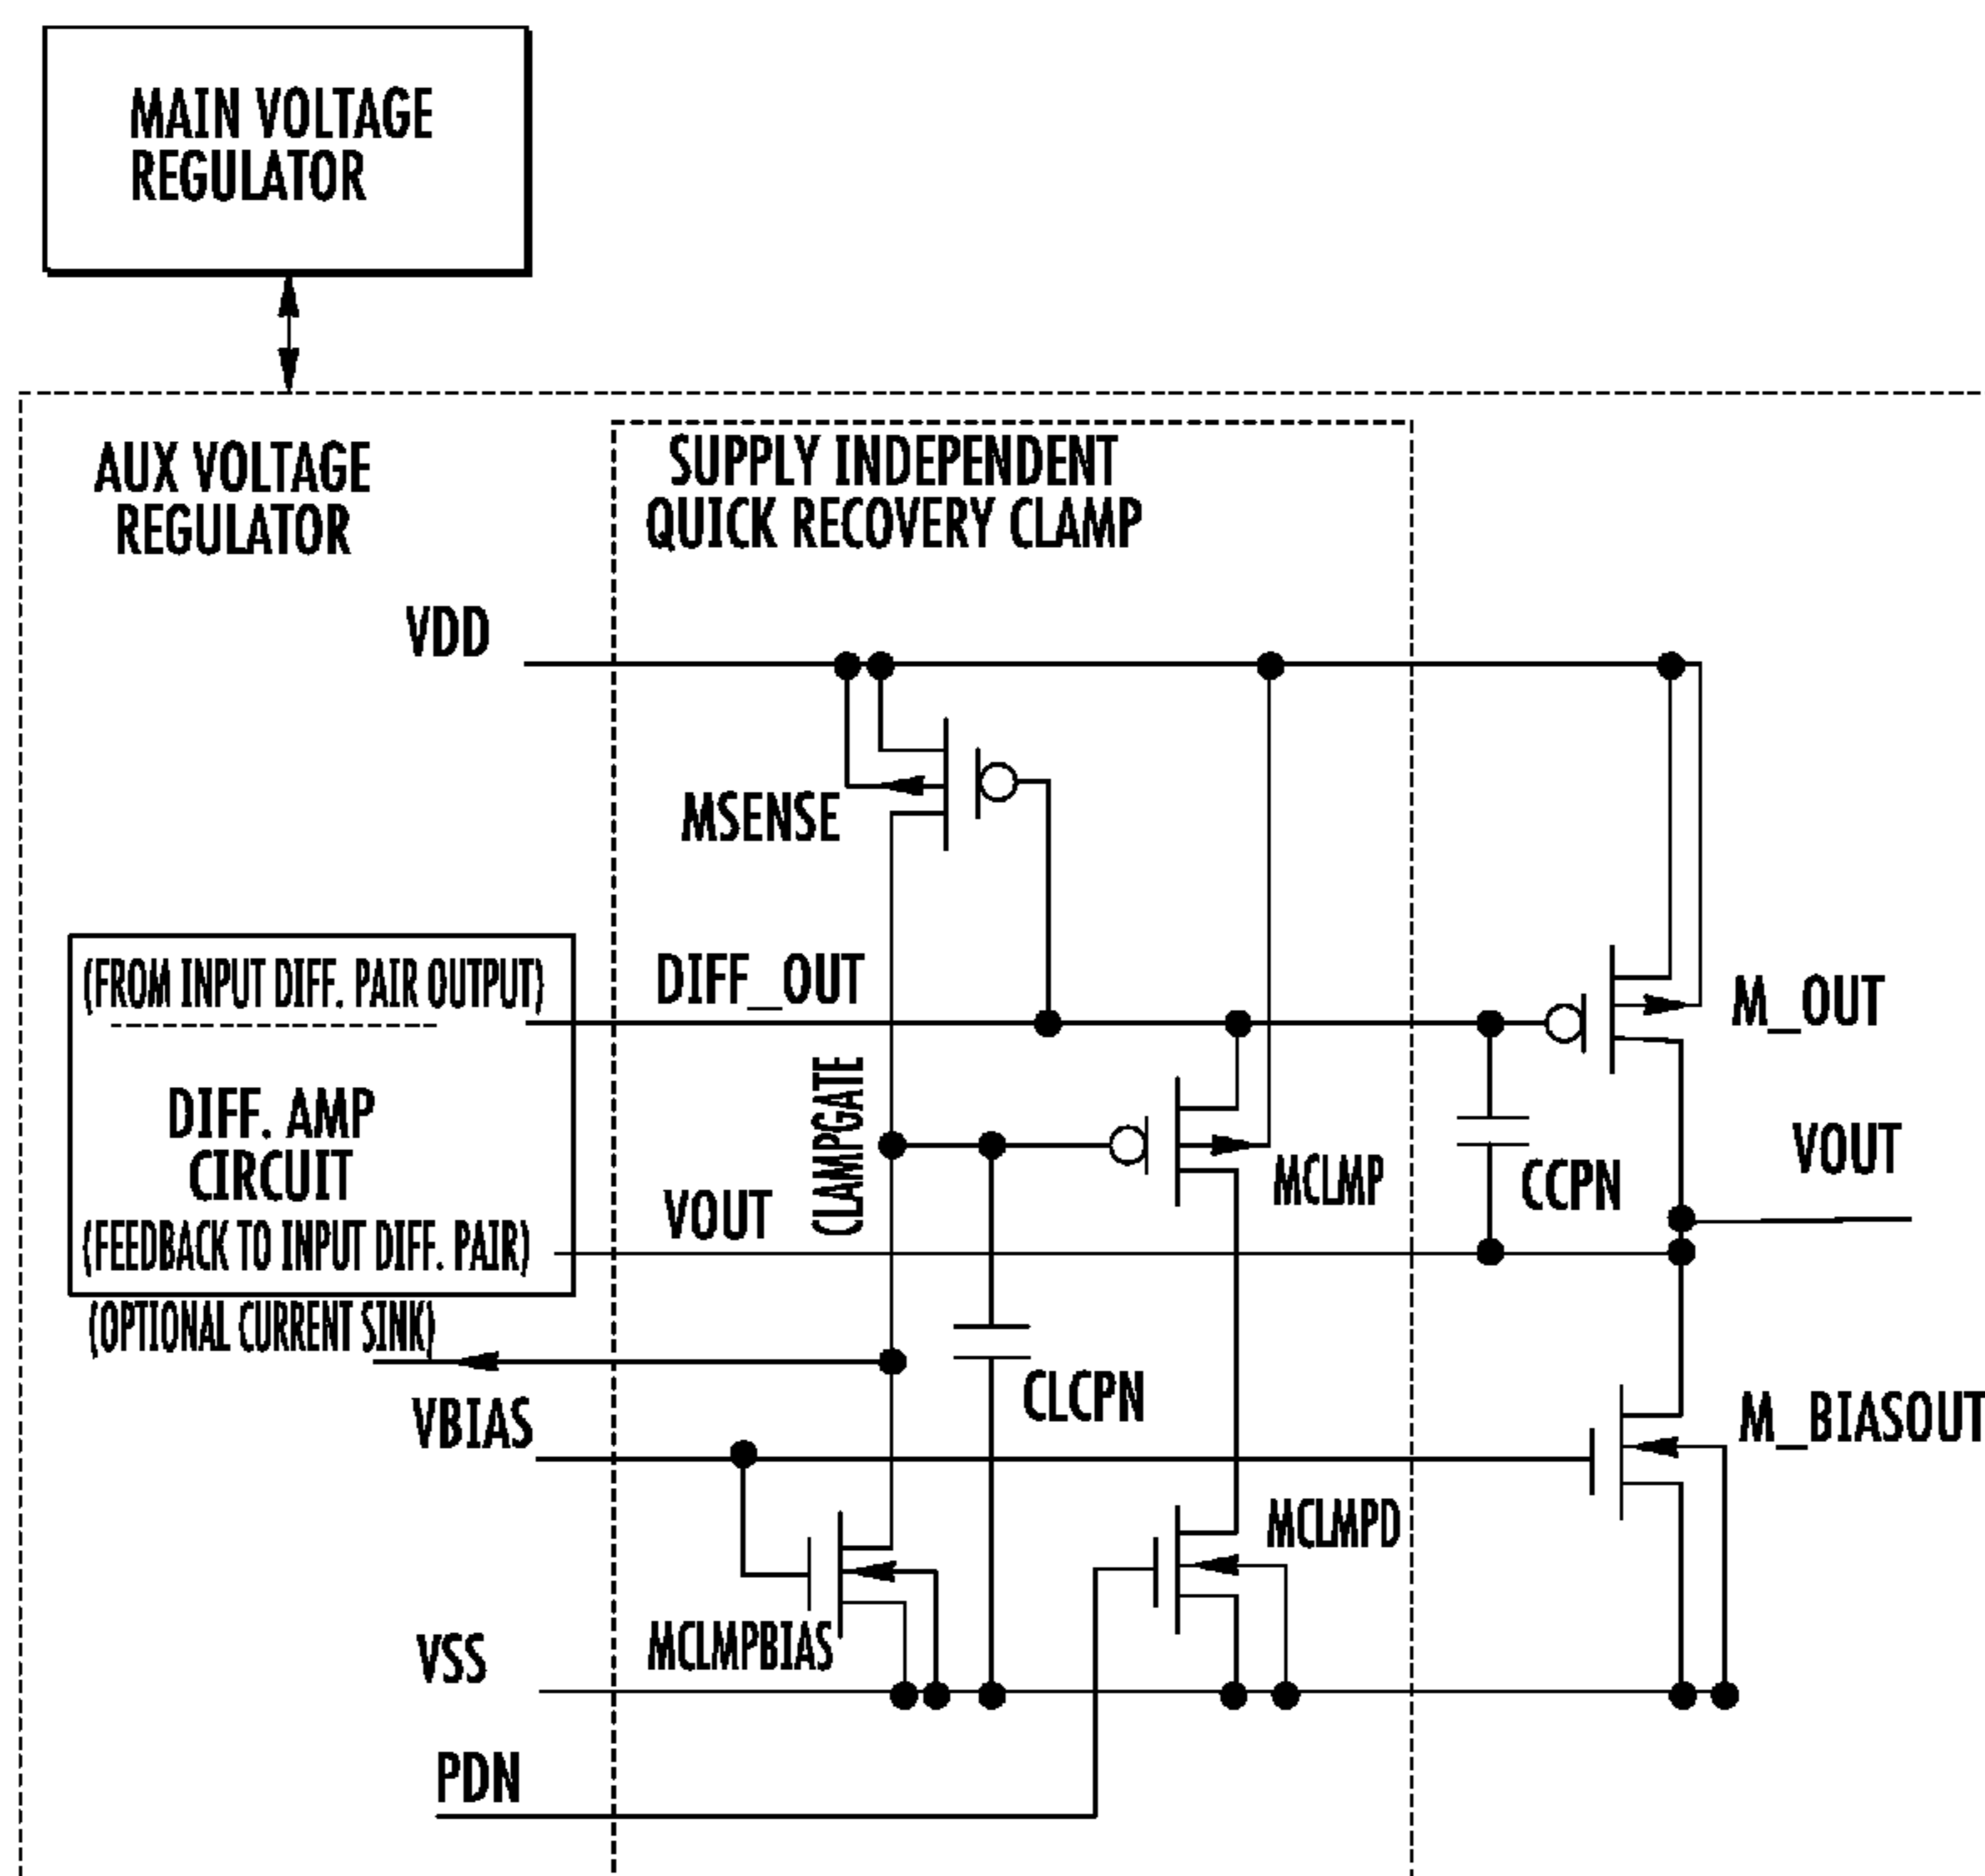 MAIN VOLTAGE
REGULATOR
AUX VOLTAGE
REGULATOR
SUPPLY INDEPENDENT
QUICK RECOVERY CLAMP
VDD
MSENSE
(FROM INPUT DIFF. PAIR OUTPUT)
DIFF_OUT
M_OUT
DIFF. AMP
CIRCUIT
CLAMPGATE
MCLMP
CCPN
VOUT
VOUT
(FEEDBACK TO INPUT DIFF. PAIR)
(OPTIONAL CURRENT SINK)
CLCPN
VBIAS
M_BIASOUT
MCLMPD
MCLMPBIAS
VSS
PDN